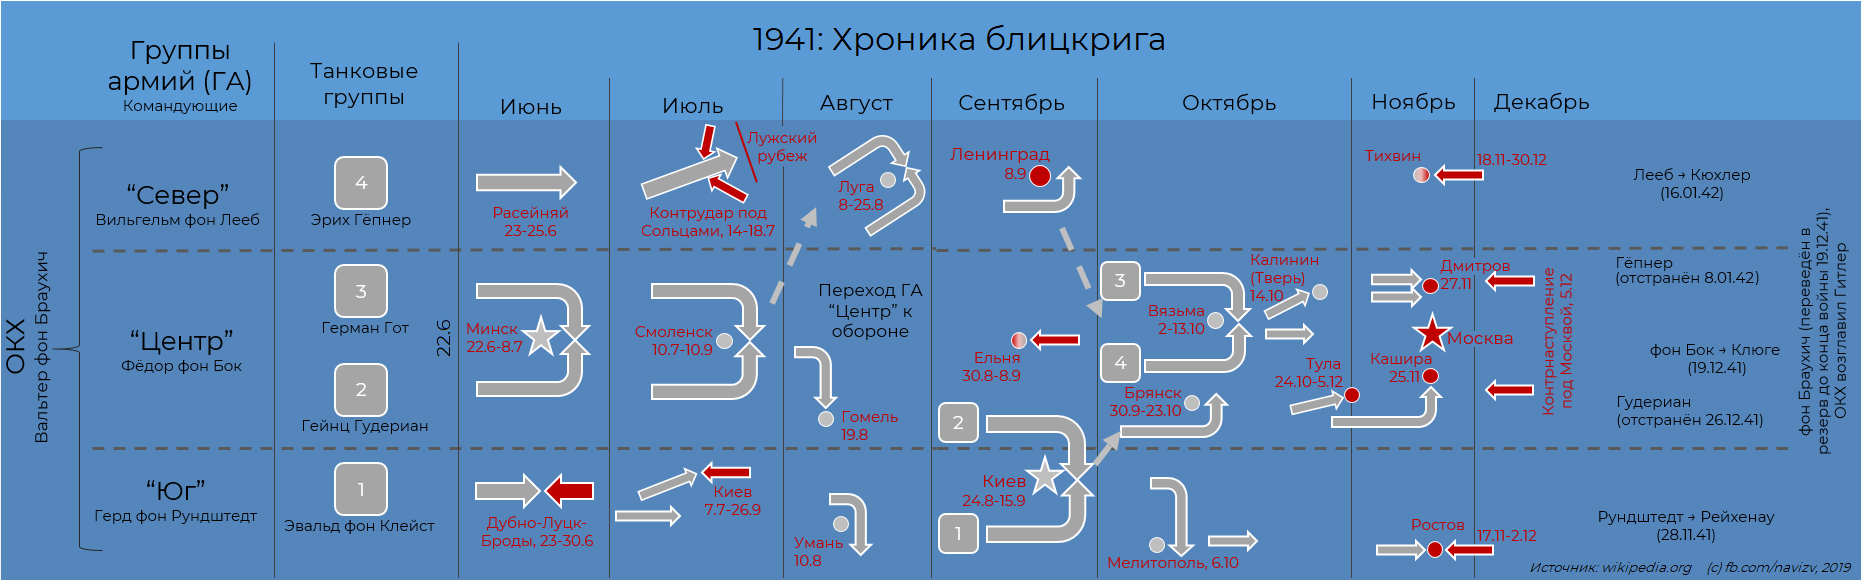 1941: Хроника блицкрига
Группы
армий (ГА)
Командующие
Танковые
группы
Июнь
Июль
Август
Сентябрь
Октябрь
Ноябрь
Декабрь
ОКХ
Вальтер фон Браухич
“Север”
Вильгельм фон Лееб
4
Эрих Гёпнер
Расейняй
23-25.6
Контрудар под
Сольцами, 14-18.7
Лужский
рубеж
Луга
8-25.8
Ленинград
8.9
Тихвин
18.11-30.12
Лееб → Кюхлер
(16.01.42)
“Центр”
Фёдор фон Бок
3
Герман Гот
2
Гейнц Гудериан
22.6
Минск
22.6-8.7
Смоленск
10.7-10.9
Переход ГА
“Центр” к
обороне
Гомель
19.8
Ельня
30.8-8.9
3
4
Вязьма
2-13.10
Калинин
(Тверь)
14.10
Брянск
30.9-23.10
Тула
24.10-5.12
Дмитров
27.11
Москва
Кашира
25.11
Контрнаступление
под Москвой, 5.12
Гёпнер
(отстранён 8.01.42)
фон Бок → Клюге
(19.12.41)
Гудериан
(отстранён 26.12.41)
фон Браухич (переведён в
резерв до конца войны 19.12.41),
ОКХ возглавил Гитлер
“Юг”
Герд фон Рундштедт
1
Эвальд фон Клейст
Дубно-Луцк-
Броды, 23-30.6
Киев
7.7-26.9
Умань
10.8
2
Киев
24.8-15.9
1
Мелитополь, 6.10
Ростов
17.11-2.12
Рундштедт → Рейхенау
(28.11.41)
Источник: wikipedia.org (c) fb.com/navizv, 2019